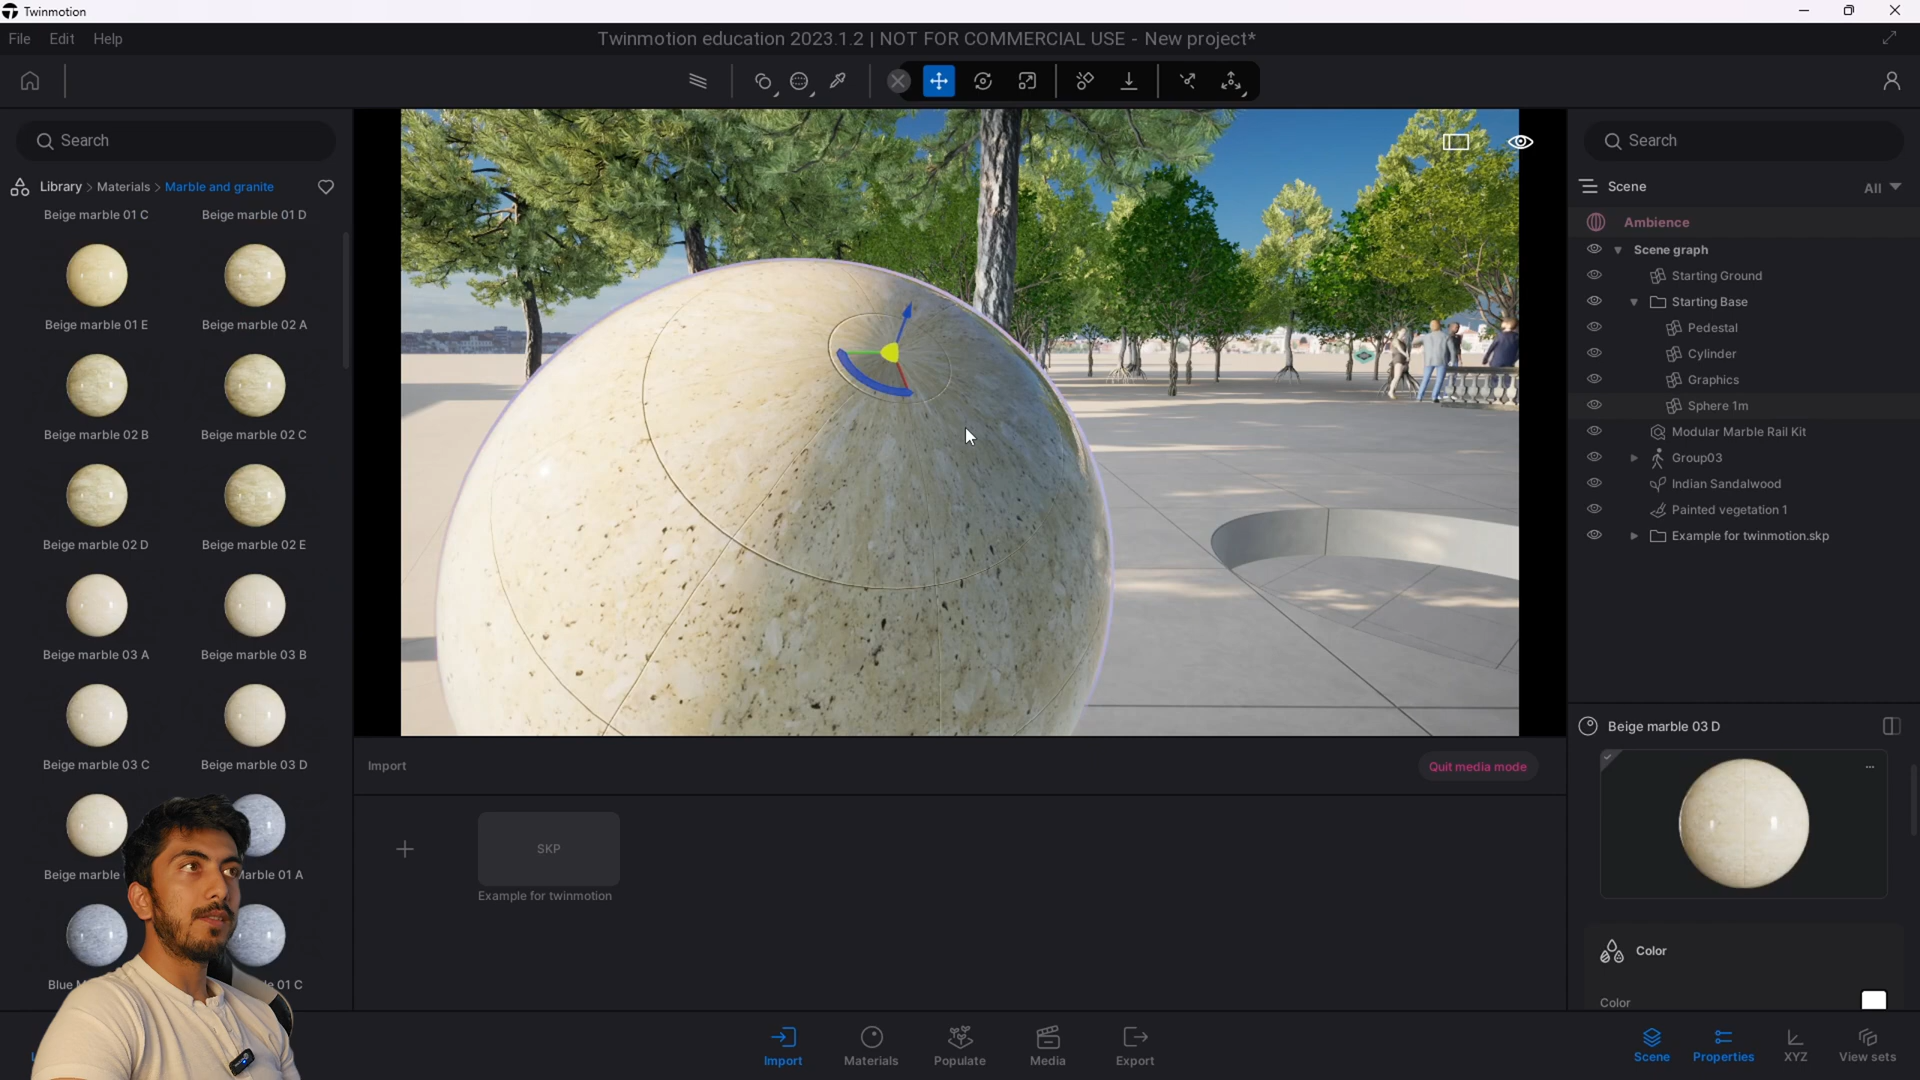 Twinmotion
File Edit Help
Twinmotion education 2023.1.2 | NOT FOR COMMERCIAL USE - New project*
Search
Library > Materials > Marble and granite
Beige marble 01 C
Beige marble 01 D
Beige marble 01 E
Beige marble 02 A
Beige marble 02 B
Beige marble 02 C
Beige marble 02 D
Beige marble 02 E
Beige marble 03 A
Beige marble 03 B
Beige marble 03 C
Beige marble 03 D
Beige marble
arble 01 A
Blue
01 C
Import
Quit media mode
SKP
Example for twinmotion
Search
Scene
All
Ambience
Scene graph
Starting Ground
Starting Base
Pedestal
Cylinder
Graphics
Sphere 1m
Modular Marble Rail Kit
Group03
Indian Sandalwood
Painted vegetation 1
Example for twinmotion.skp
Beige marble 03 D
Color
Color
Import
Materials
Populate
Media
Export
Scene
Properties
XYZ
View sets